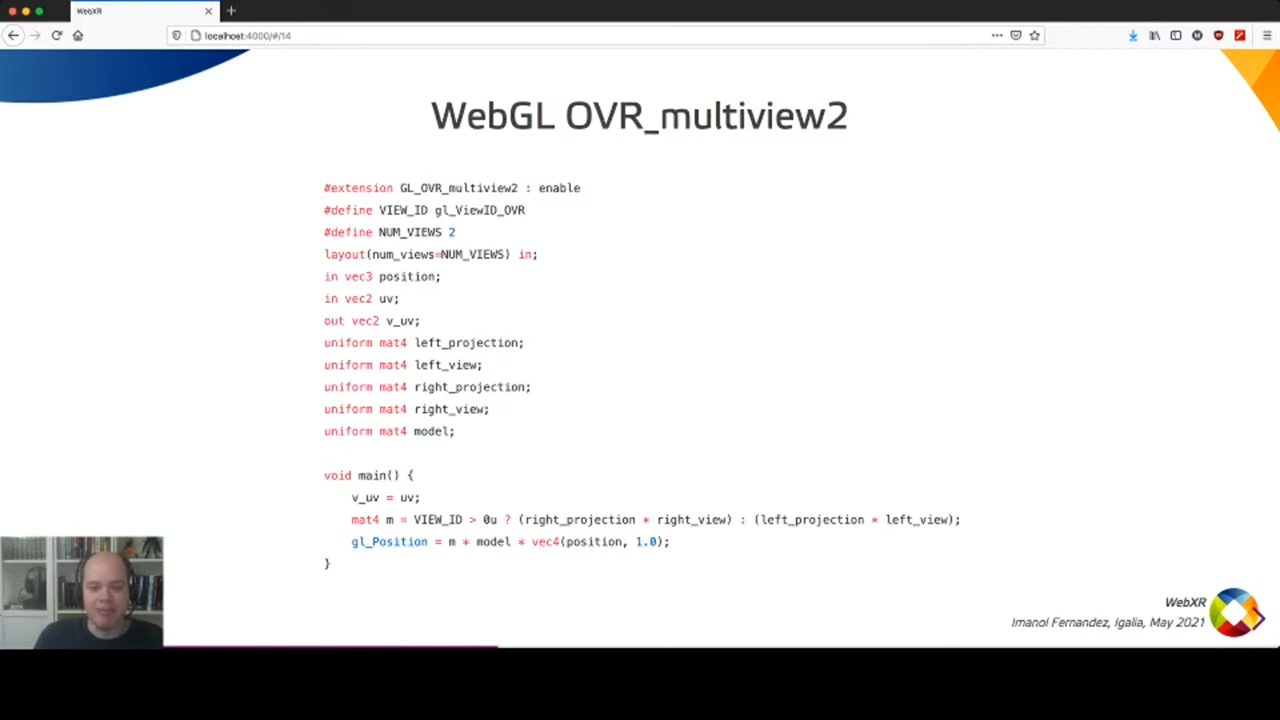 WebXR
localhost:4000/#/14
WebGL OVR_multiview2
#extension GL_OVR_multiview2 : enable
#define VIEW_ID gl_ViewID_OVR
#define NUM_VIEWS 2
layout(num_views=NUM_VIEWS) in;
in vec3 position;
in vec2 uv;
out vec2 v_uv;
uniform mat4 left_projection;
uniform mat4 left_view;
uniform mat4 right_projection;
uniform mat4 right_view;
uniform mat4 model;
void main() {
v_uv = uv;
mat4 m = VIEW_ID > 0u ? (right_projection * right_view) : (left_projection * left_view);
gl_Position = m * model * vec4(position, 1.0);
}
WebXR
Imanol Fernandez, Igalia, May 2021